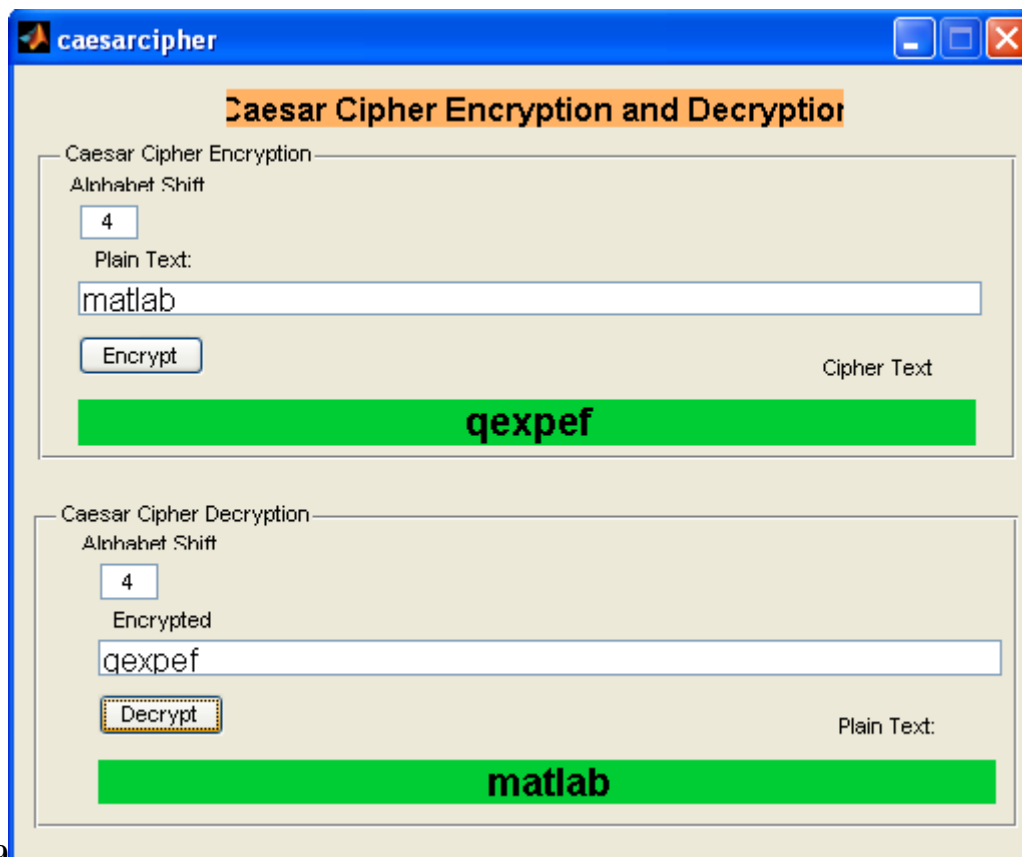 caesarcipher
Caesar Cipher Encryption and Decryption
Caesar Cipher Encryption
Alphabet Shift
4
Plain Text:
matlab
Encrypt
Cipher Text
qexpef
Caesar Cipher Decryption
Alphabet Shift
4
Encrypted
qexpef
Decrypt
Plain Text:
matlab
9